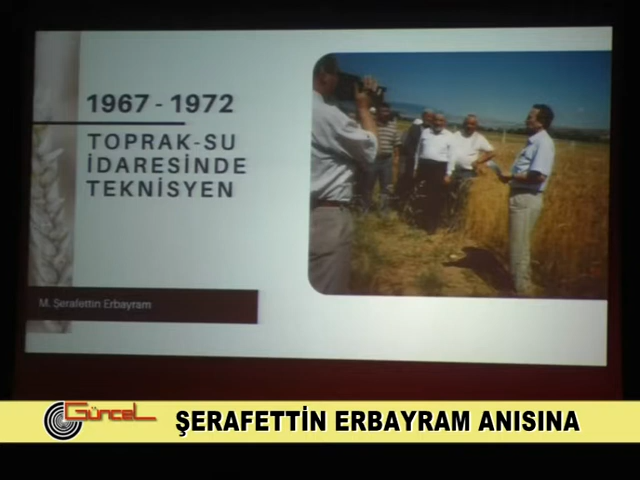 1967 - 1972
TOPRAK-SU
İDARESİNDE
TEKNİSYEN
M. Şerafettin Erbayram
GÜNCEL
ŞERAFETTİN ERBAYRAM ANISINA